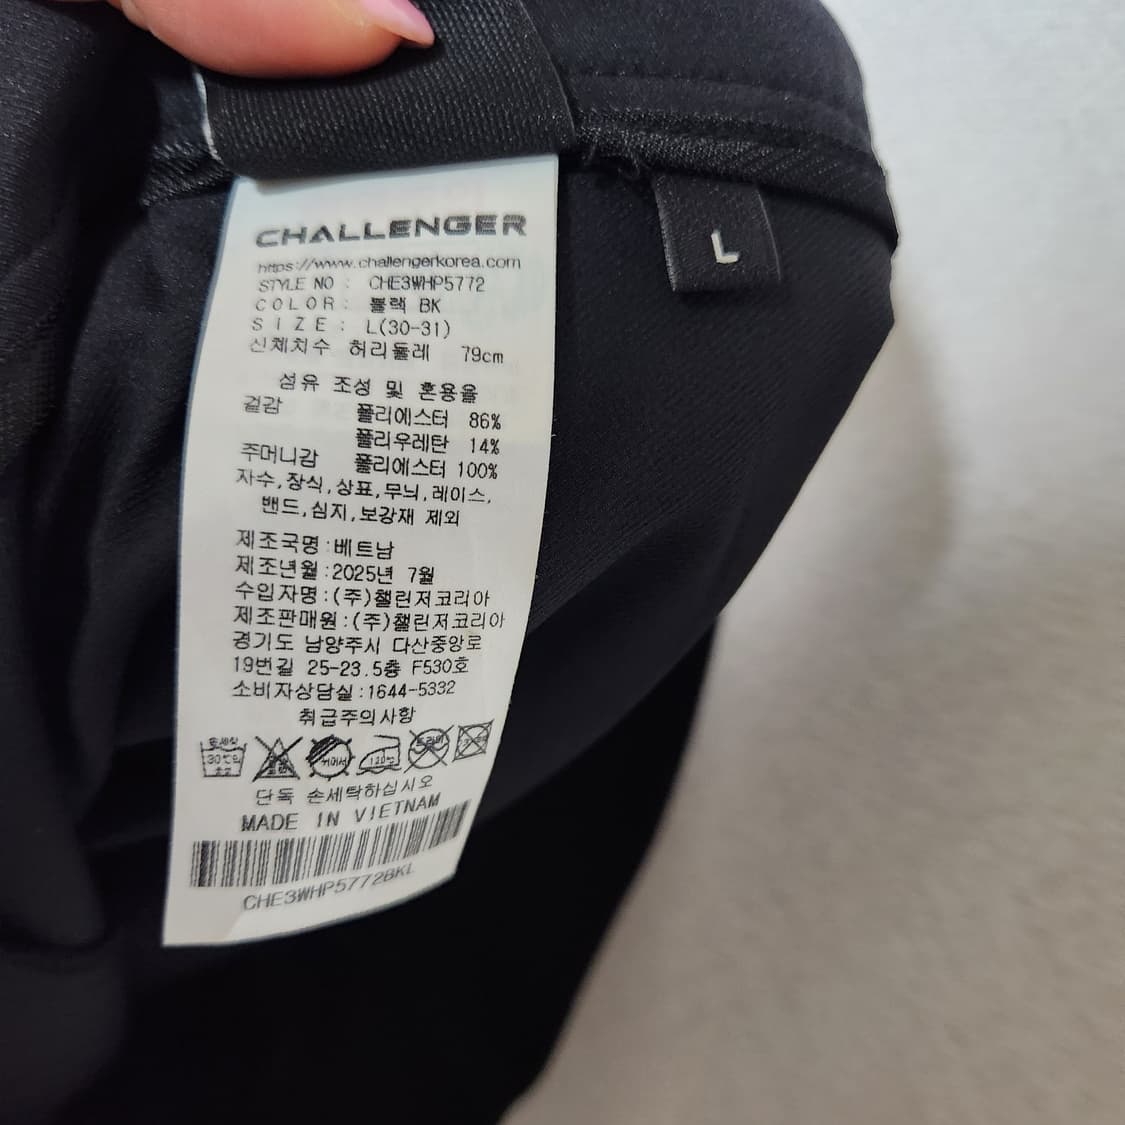 CHALLENGER
https://www.challengerkorea.com
STYLE NO : CHE3WHP5772
COLOR : 블랙 BK
SIZE : L(30-31)
신체치수 허리둘레 79cm
섬유 조성 및 혼용율
겉감 폴리에스터 86%
폴리우레탄 14%
주머니감 폴리에스터 100%
자수,장식,상표,무늬,레이스,
밴드,심지,보강재 제외
제조국명:베트남
제조년월:2025년 7월
수입자명:(주)챌린저코리아
제조판매원:(주)챌린저코리아
경기도 남양주시 다산중앙로
19번길 25-23.5층 F530호
소비자상담실:1644-5332
취급주의사항
단독 손세탁하십시오
MADE IN VIETNAM
CHE3WHP5772BKL
L